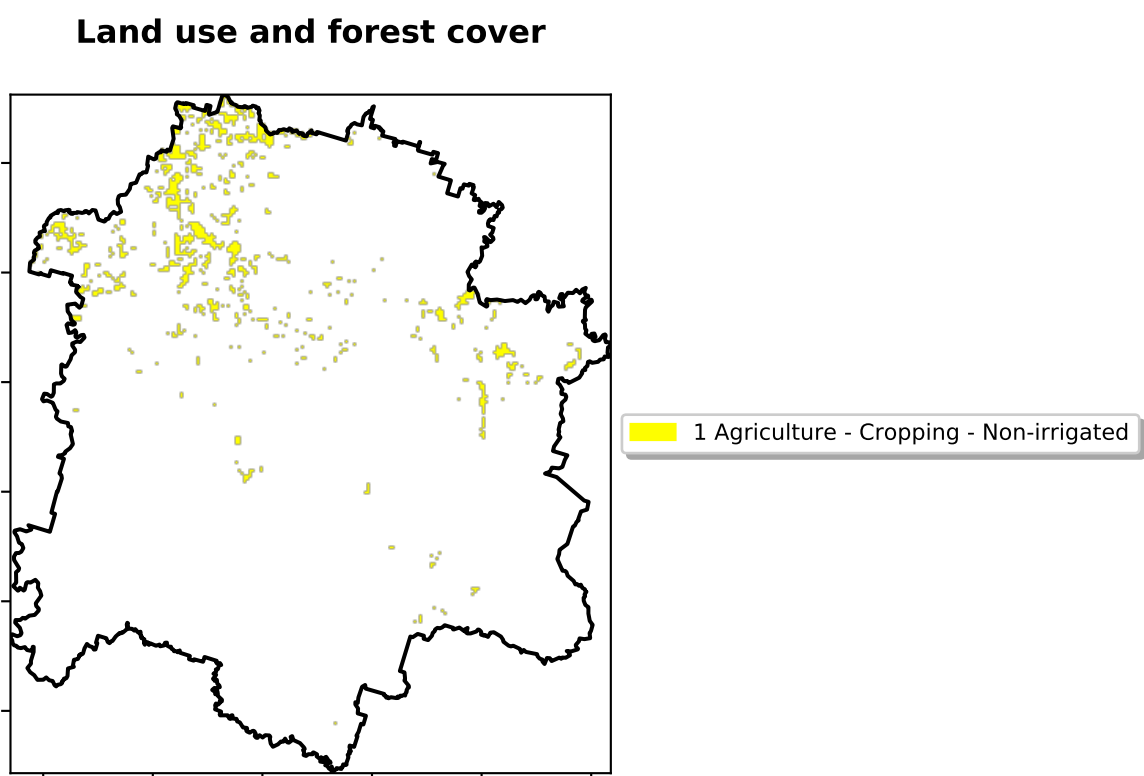 Land use and forest cover
1 Agriculture - Cropping - Non-irrigated